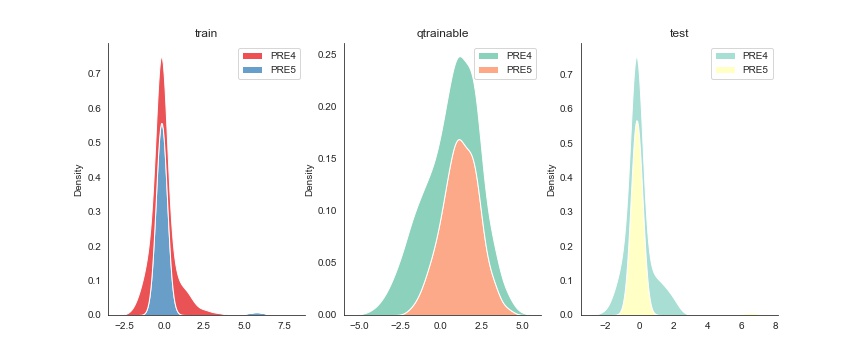 train
Density
0.7
0.6
0.5
0.4
0.3
0.2
0.1
0.0
−2.5 0.0 2.5 5.0 7.5
PRE4
PRE5
qtrainable
Density
0.25
0.20
0.15
0.10
0.05
0.00
−5.0 −2.5 0.0 2.5 5.0
PRE4
PRE5
test
Density
0.7
0.6
0.5
0.4
0.3
0.2
0.1
0.0
−2 0 2 4 6 8
PRE4
PRE5